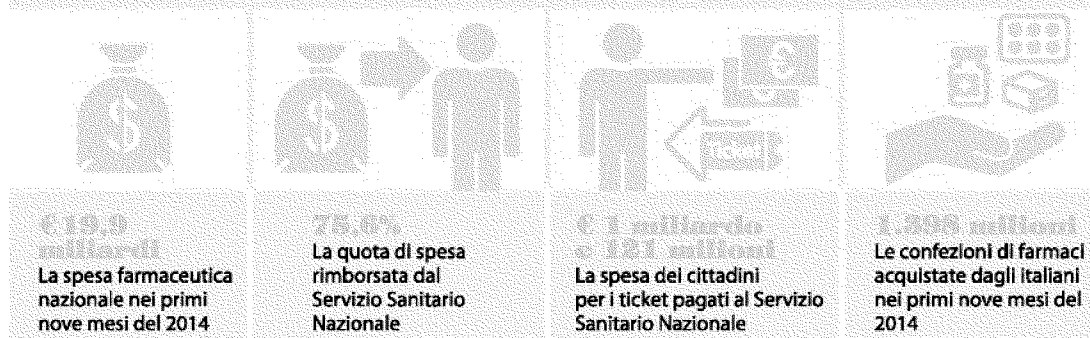 Ticket
€ 19,9
miliardi
La spesa farmaceutica
nazionale nei primi
nove mesi del 2014
75,6%
La quota di spesa
rimborsata dal
Servizio Sanitario
Nazionale
€ 1 miliardo
e 121 milioni
La spesa dei cittadini
per i ticket pagati al Servizio
Sanitario Nazionale
1.398 milioni
Le confezioni di farmaci
acquistate dagli italiani
nei primi nove mesi del
2014